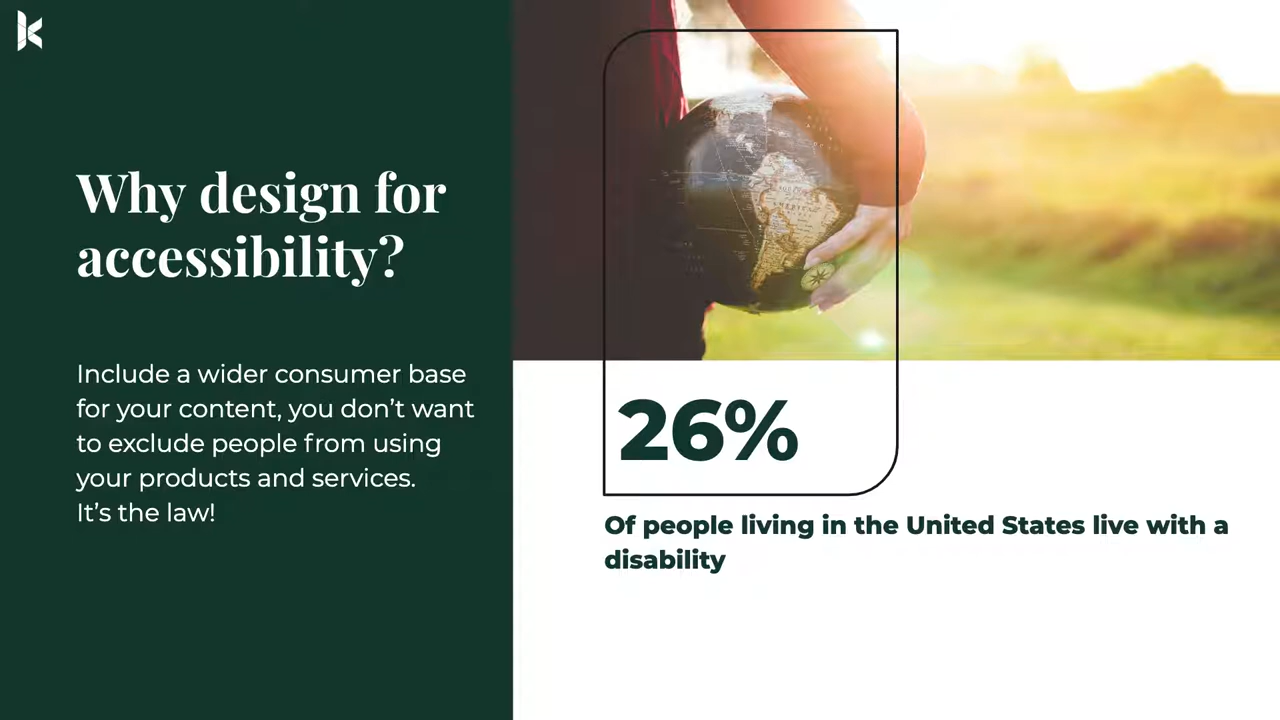 Why design for
accessibility?
Include a wider consumer base
for your content, you don’t want
to exclude people from using
your products and services.
It’s the law!
26%
Of people living in the United States live with a
disability